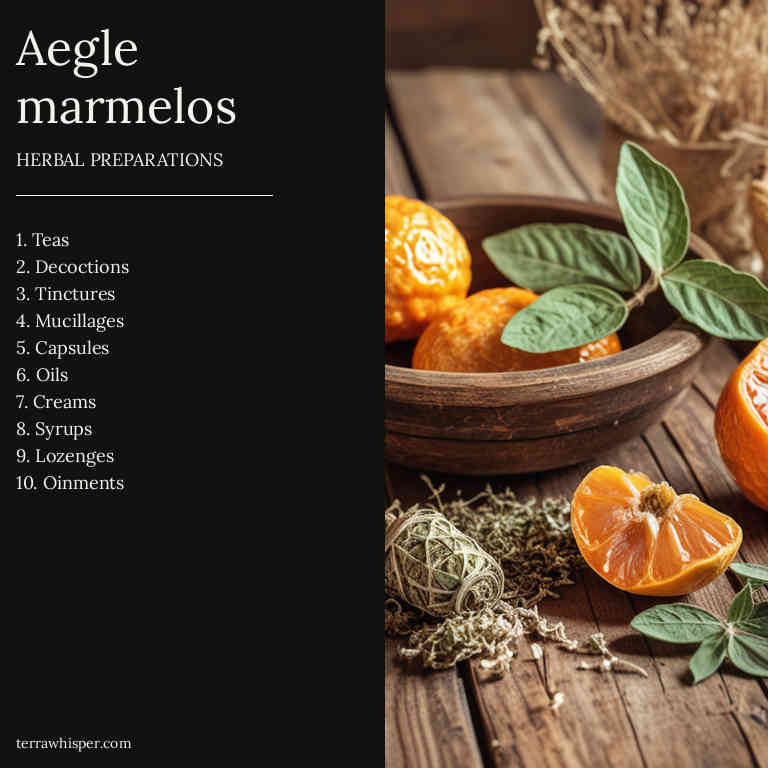 Aegle
marmelos
HERBAL PREPARATIONS
1. Teas
2. Decoctions
3. Tinctures
4. Mucillages
5. Capsules
6. Oils
7. Creams
8. Syrups
9. Lozenges
10. Oinments
terrawhisper.com